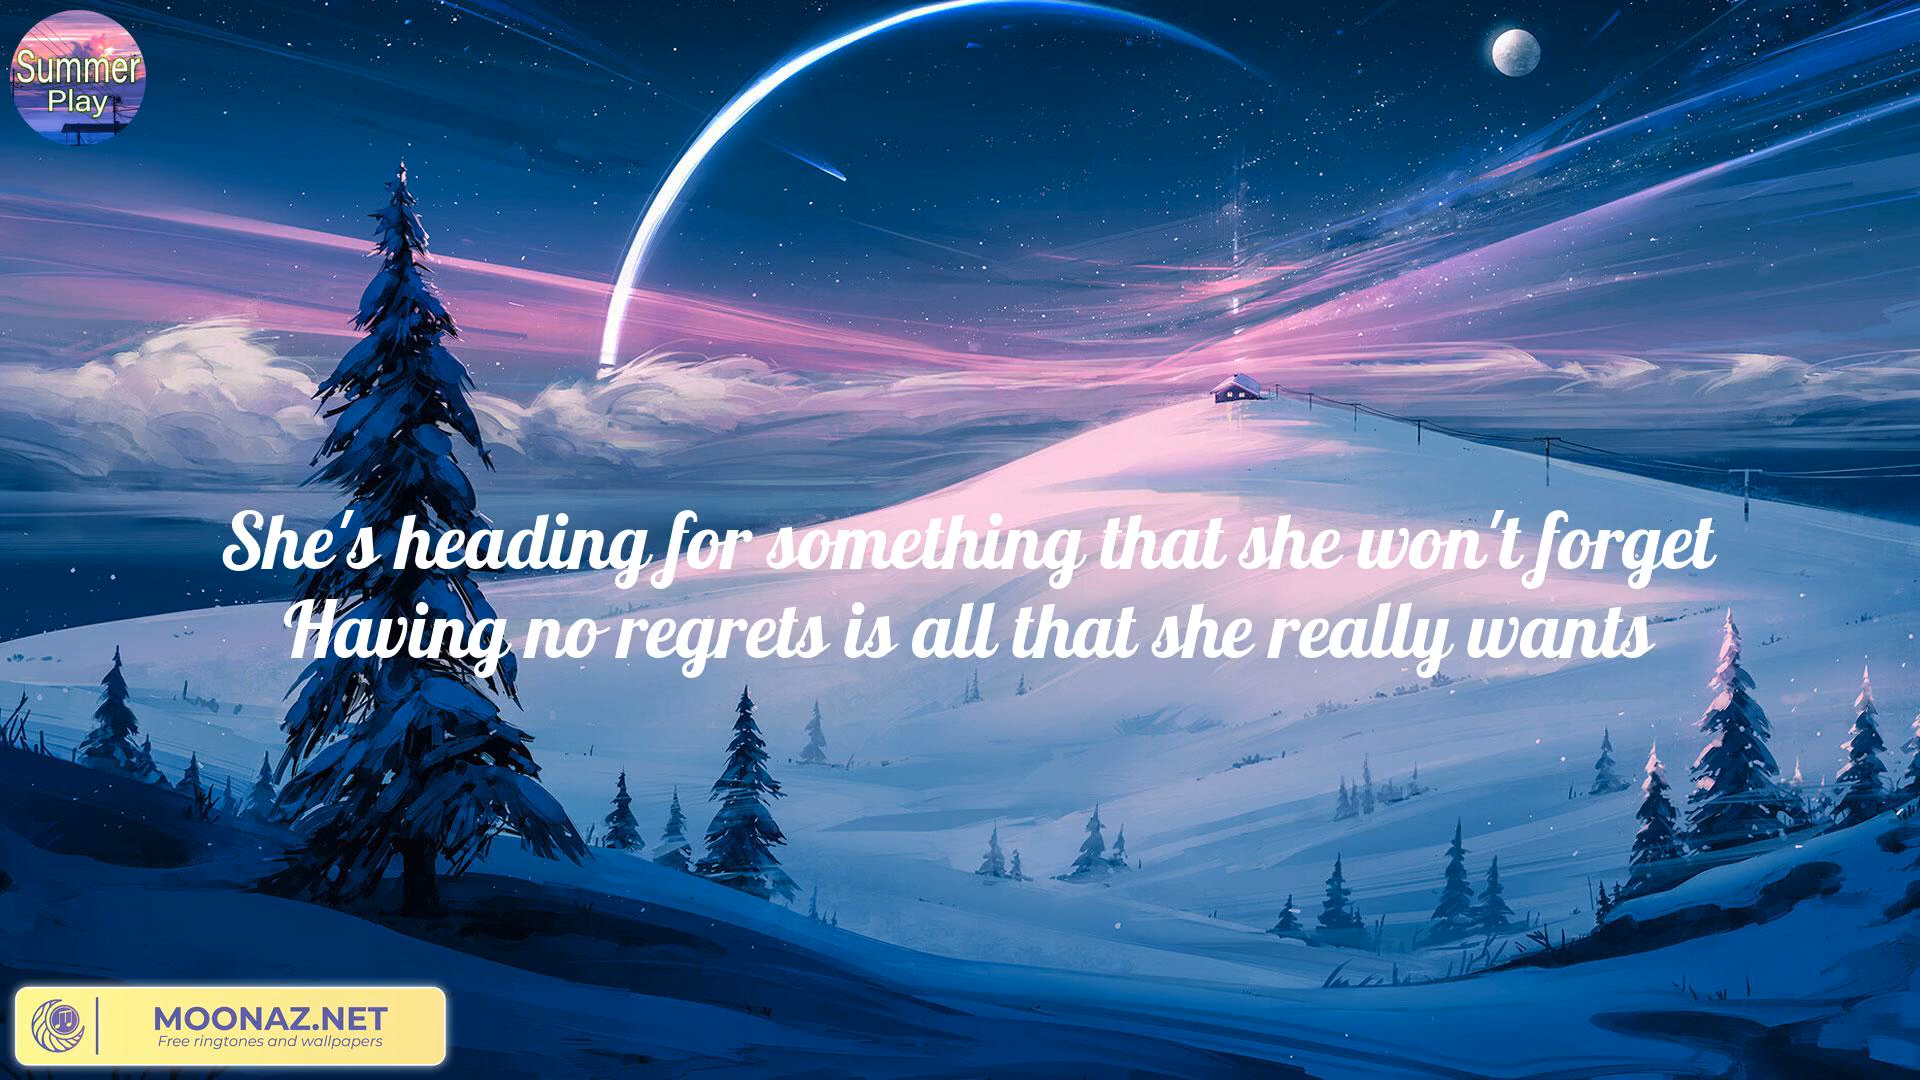 Summer
Play
She's heading for something that she won't forget
Having no regrets is all that she really wants
MOONAZ.NET
Free ringtones and wallpapers